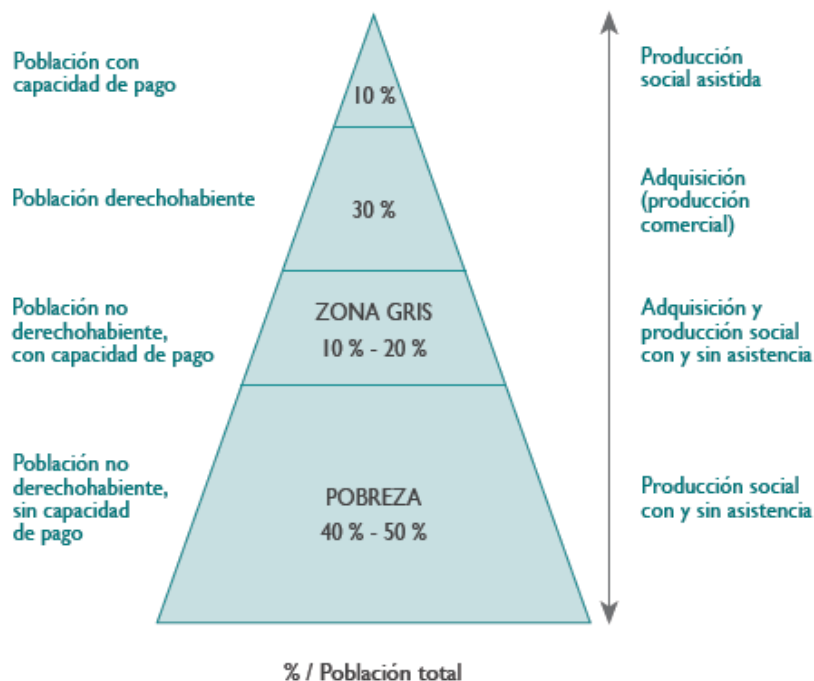 Población con
capacidad de pago
10 %
Producción
social asistida
Población derechohabiente
30 %
Adquisición
(producción
comercial)
Población no
derechohabiente,
con capacidad de pago
ZONA GRIS
10 % - 20 %
Adquisición y
producción social
con y sin asistencia
Población no
derechohabiente,
sin capacidad
de pago
POBREZA
40 % - 50 %
Producción social
con y sin asistencia
% / Población total